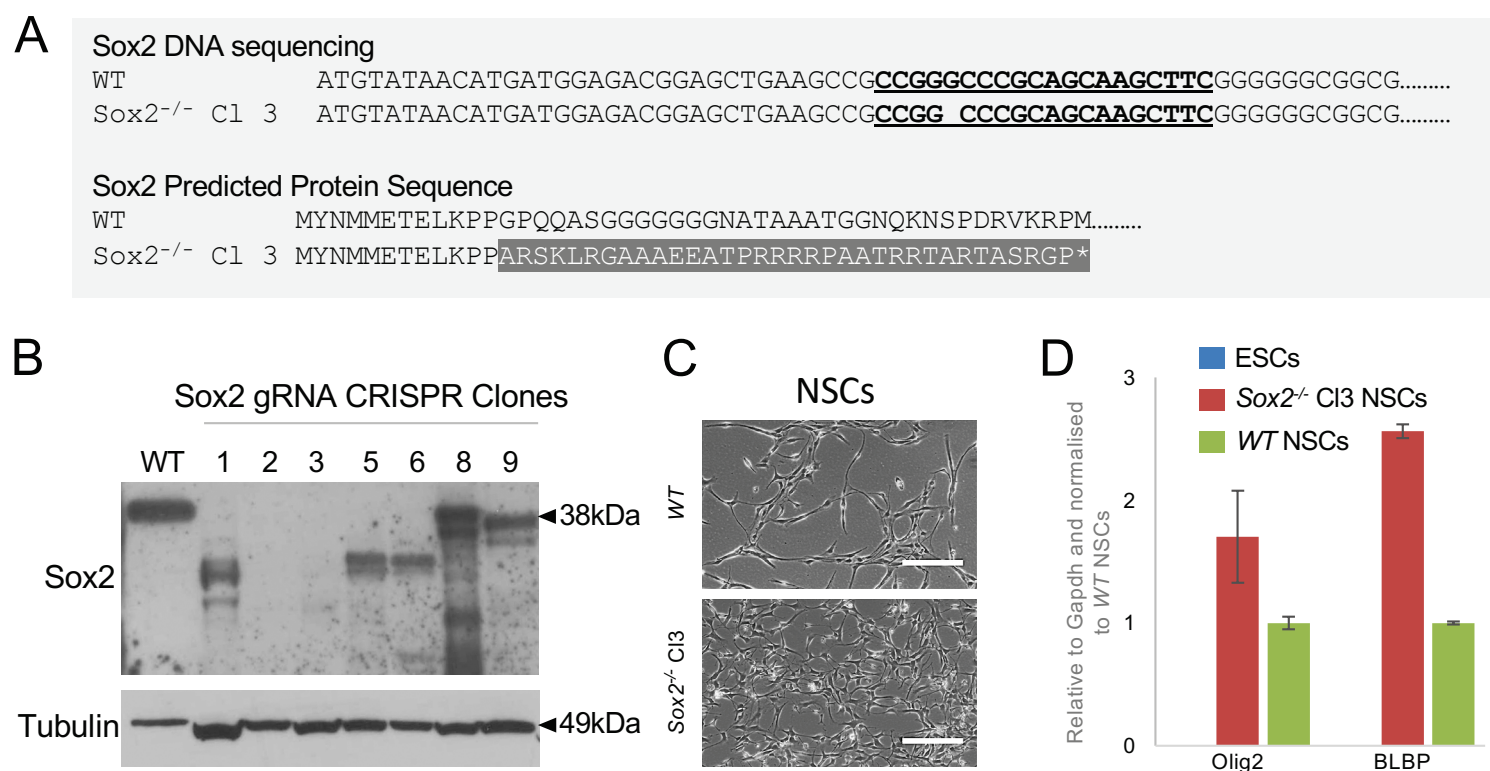 A
Sox2 DNA sequencing
WT ATGTATAACATGATGGAGACGGAGCTGAAGCCGCCGGGCCCGCAGCAAGCTTCGGGGGGCGGCG.........
Sox2-/- Cl 3 ATGTATAACATGATGGAGACGGAGCTGAAGCCGCCGG CCCGCAGCAAGCTTCGGGGGGCGGCG.........
Sox2 Predicted Protein Sequence
WT MYNMMETELKPPGPQQASGGGGGGGNATAAATGGNQKNSPDRVKRPM.........
Sox2-/- Cl 3 MYNMMETELKPPARSKLRGAAAEEATPRRRRPAATRRTARTASRGP*
B
Sox2 gRNA CRISPR Clones
WT 1 2 3 5 6 8 9
38kDa
Sox2
49kDa
Tubulin
C
NSCs
WT
Sox2-/- Cl3
D
ESCs
Sox2-/- Cl3 NSCs
WT NSCs
Relative to Gapdh and normalised
to WT NSCs
3
2
1
0
Olig2 BLBP